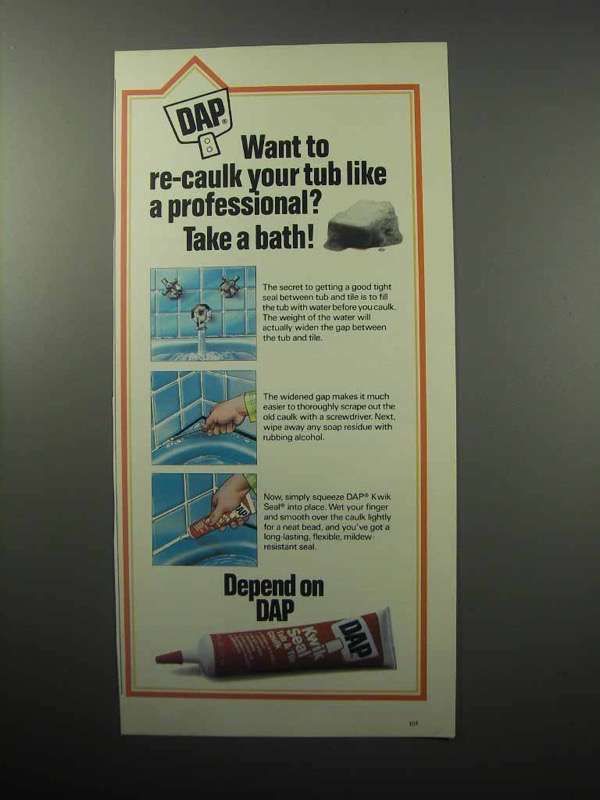 DAP®
Want to
re-caulk your tub like
a professional?
Take a bath!
The secret to getting a good tight
seal between tub and tile is to fill
the tub with water before you caulk.
The weight of the water will
actually widen the gap between
the tub and tile.
The widened gap makes it much
easier to thoroughly scrape out the
old caulk with a screwdriver. Next,
wipe away any soap residue with
rubbing alcohol.
Now, simply squeeze DAP® Kwik
Seal® into place. Wet your finger
and smooth over the caulk lightly
for a neat bead, and you've got a
long-lasting, flexible, mildew-
resistant seal.
Depend on
DAP
DAP
Kwik
Seal
Tub & Tile
Caulk